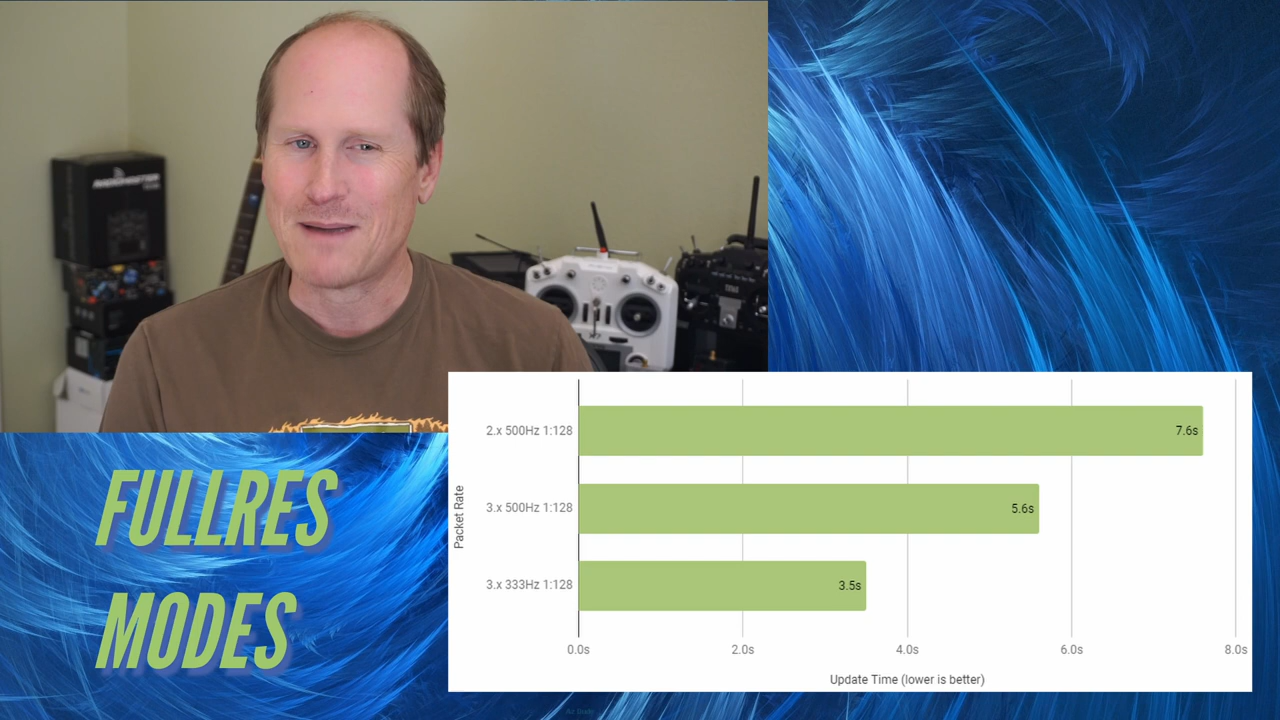 RADIOMASTER
FULLRES
MODES
Packet Rate
2.x 500Hz 1:128
7.6s
3.x 500Hz 1:128
5.6s
3.x 333Hz 1:128
3.5s
0.0s 2.0s 4.0s 6.0s 8.0s
Update Time (lower is better)